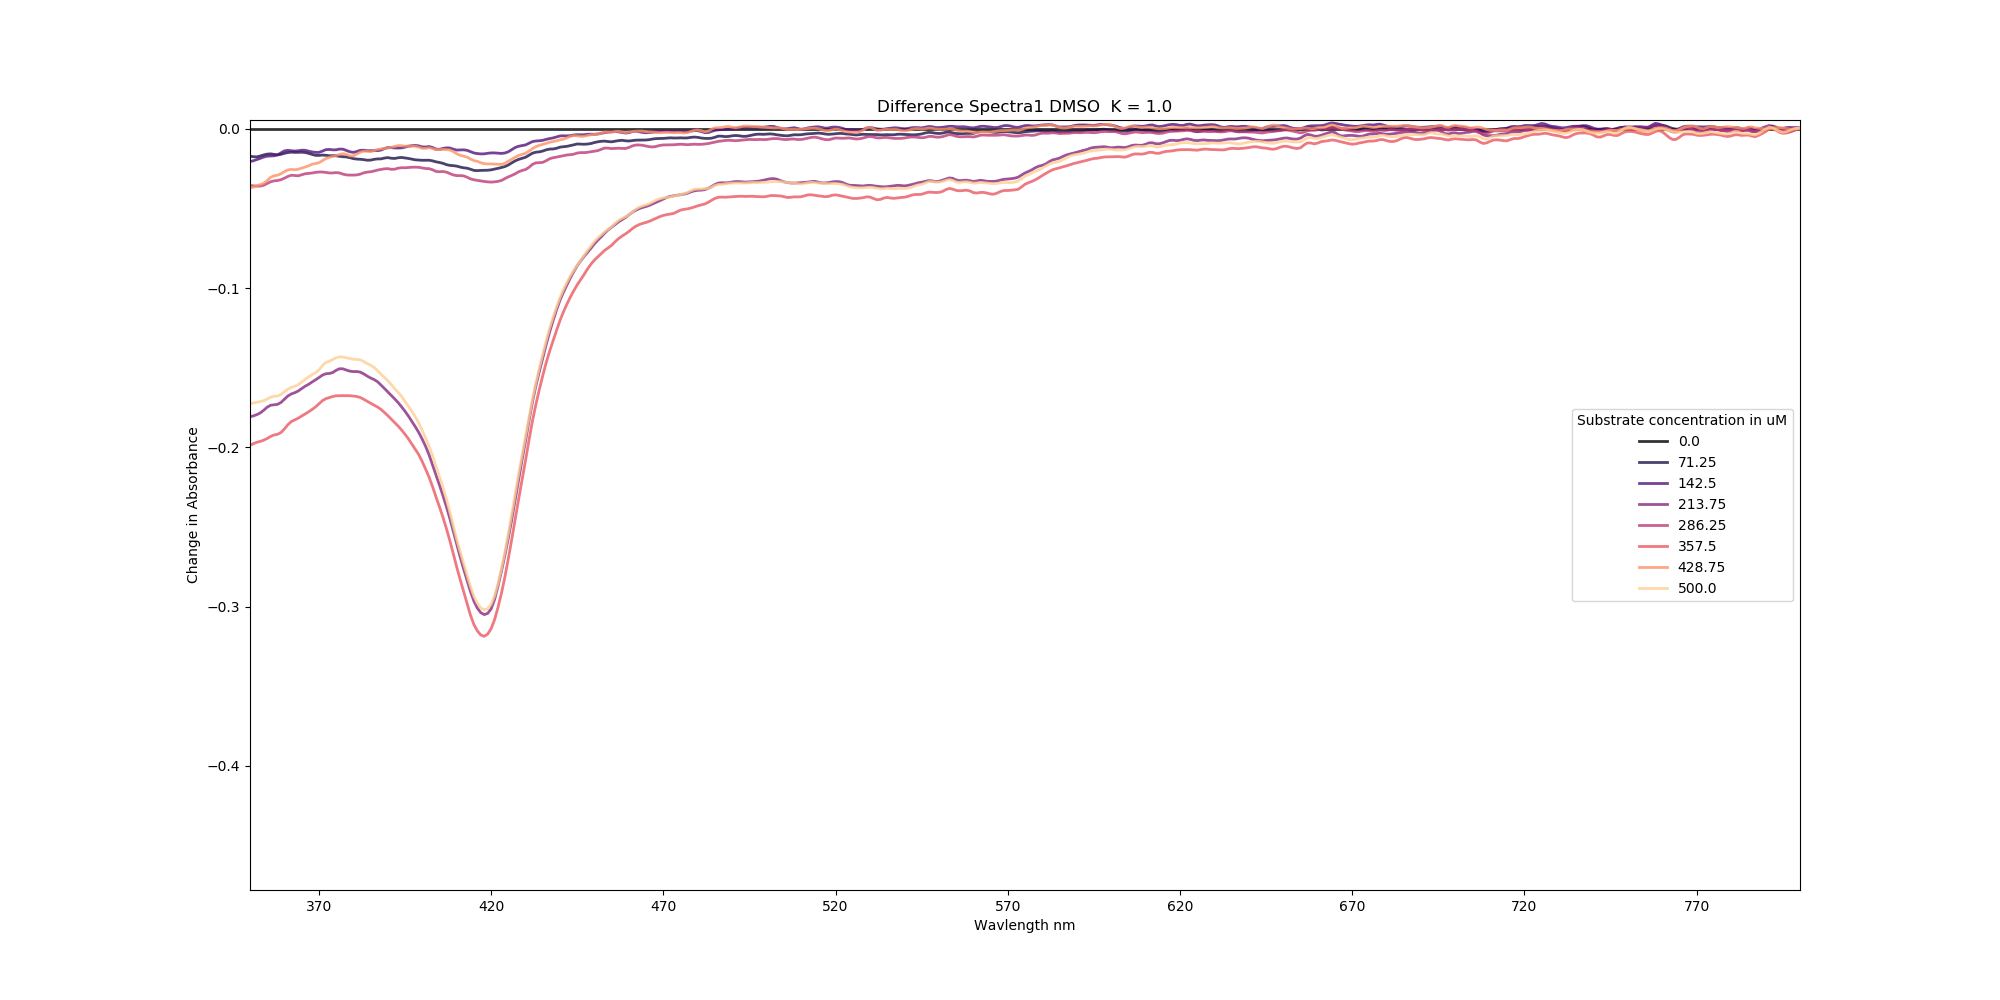 Difference Spectra1 DMSO  K = 1.0
0.0
−0.1
−0.2
−0.3
−0.4
Change in Absorbance
Substrate concentration in uM
0.0
71.25
142.5
213.75
286.25
357.5
428.75
500.0
370 420 470 520 570 620 670 720 770
Wavlength nm